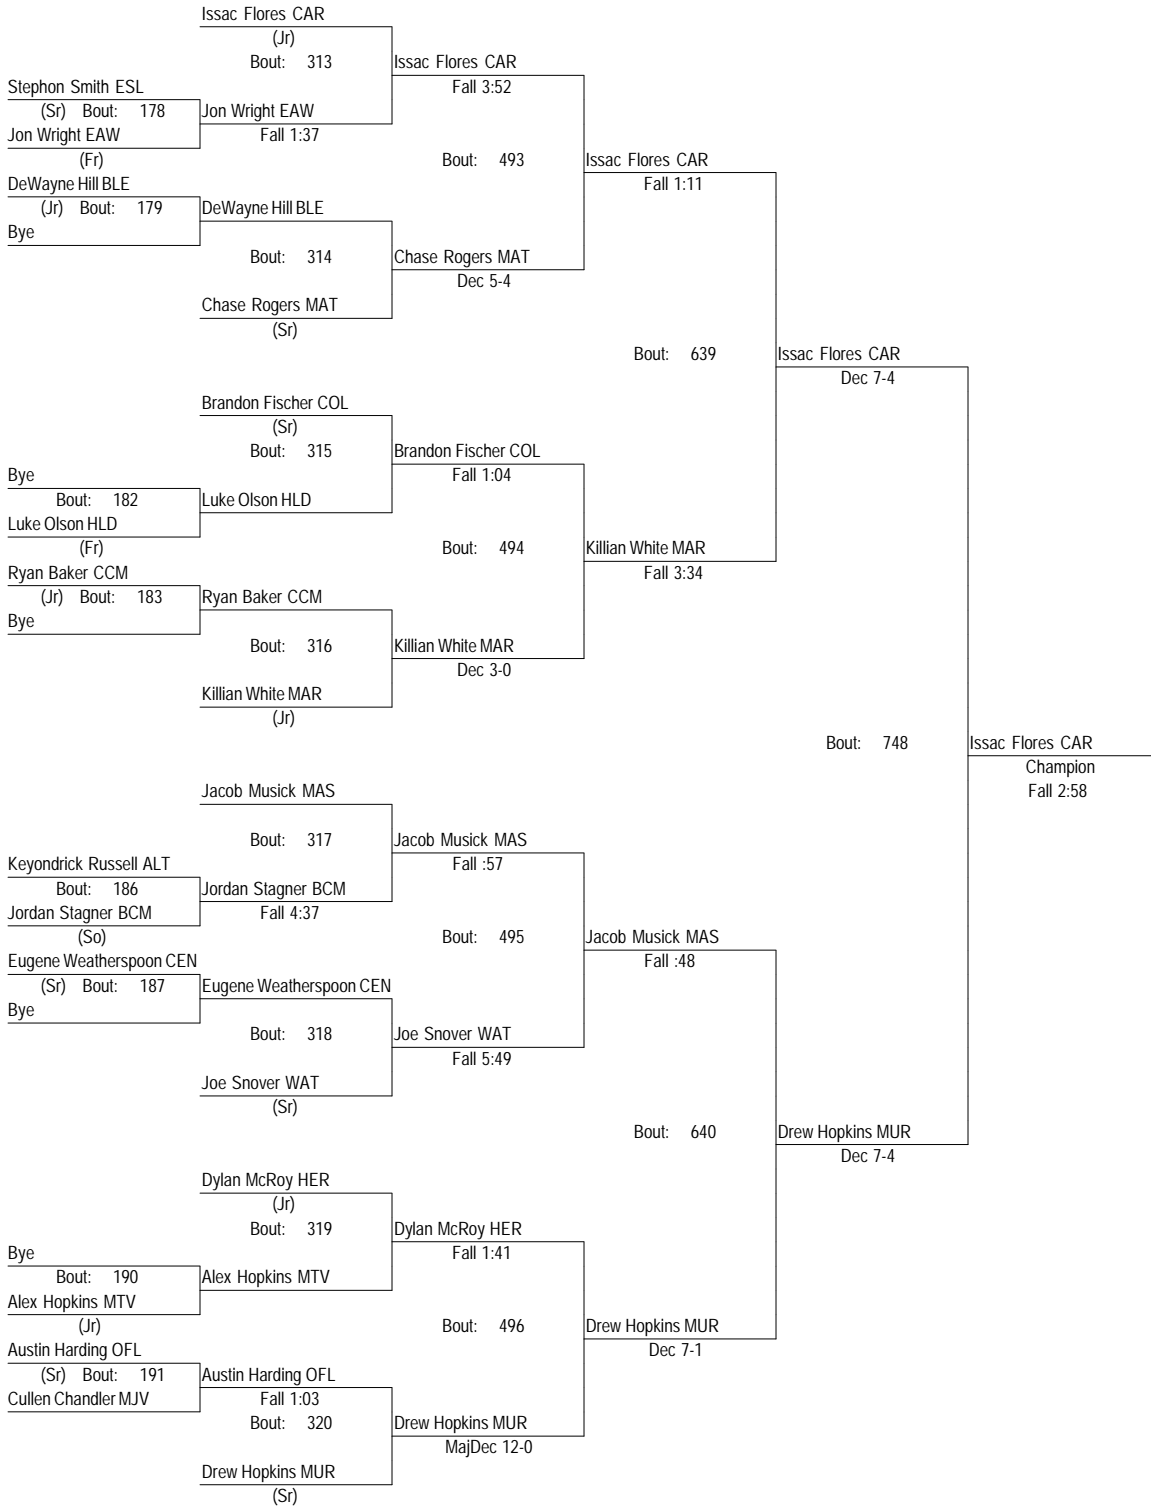 Issac Flores CAR
(Jr)
Bout: 313
Issac Flores CAR
Fall 3:52
Stephon Smith ESL
(Sr) Bout: 178
Jon Wright EAW
Jon Wright EAW
Fall 1:37
(Fr)
Bout: 493
Issac Flores CAR
Fall 1:11
DeWayne Hill BLE
(Jr) Bout: 179
DeWayne Hill BLE
Bye
Bout: 314
Chase Rogers MAT
Dec 5-4
Chase Rogers MAT
(Sr)
Bout: 639
Issac Flores CAR
Dec 7-4
Brandon Fischer COL
(Sr)
Bout: 315
Brandon Fischer COL
Fall 1:04
Bye
Bout: 182
Luke Olson HLD
Luke Olson HLD
(Fr)
Bout: 494
Killian White MAR
Fall 3:34
Ryan Baker CCM
(Jr) Bout: 183
Ryan Baker CCM
Bye
Bout: 316
Killian White MAR
Dec 3-0
Killian White MAR
(Jr)
Bout: 748
Issac Flores CAR
Champion
Fall 2:58
Jacob Musick MAS
Bout: 317
Jacob Musick MAS
Fall :57
Keyondrick Russell ALT
Bout: 186
Jordan Stagner BCM
Jordan Stagner BCM
Fall 4:37
(So)
Bout: 495
Jacob Musick MAS
Fall :48
Eugene Weatherspoon CEN
(Sr) Bout: 187
Eugene Weatherspoon CEN
Bye
Bout: 318
Joe Snover WAT
Fall 5:49
Joe Snover WAT
(Sr)
Bout: 640
Drew Hopkins MUR
Dec 7-4
Dylan McRoy HER
(Jr)
Bout: 319
Dylan McRoy HER
Fall 1:41
Bye
Bout: 190
Alex Hopkins MTV
Alex Hopkins MTV
(Jr)
Bout: 496
Drew Hopkins MUR
Dec 7-1
Austin Harding OFL
(Sr) Bout: 191
Austin Harding OFL
Cullen Chandler MJV
Fall 1:03
Bout: 320
Drew Hopkins MUR
MajDec 12-0
Drew Hopkins MUR
(Sr)